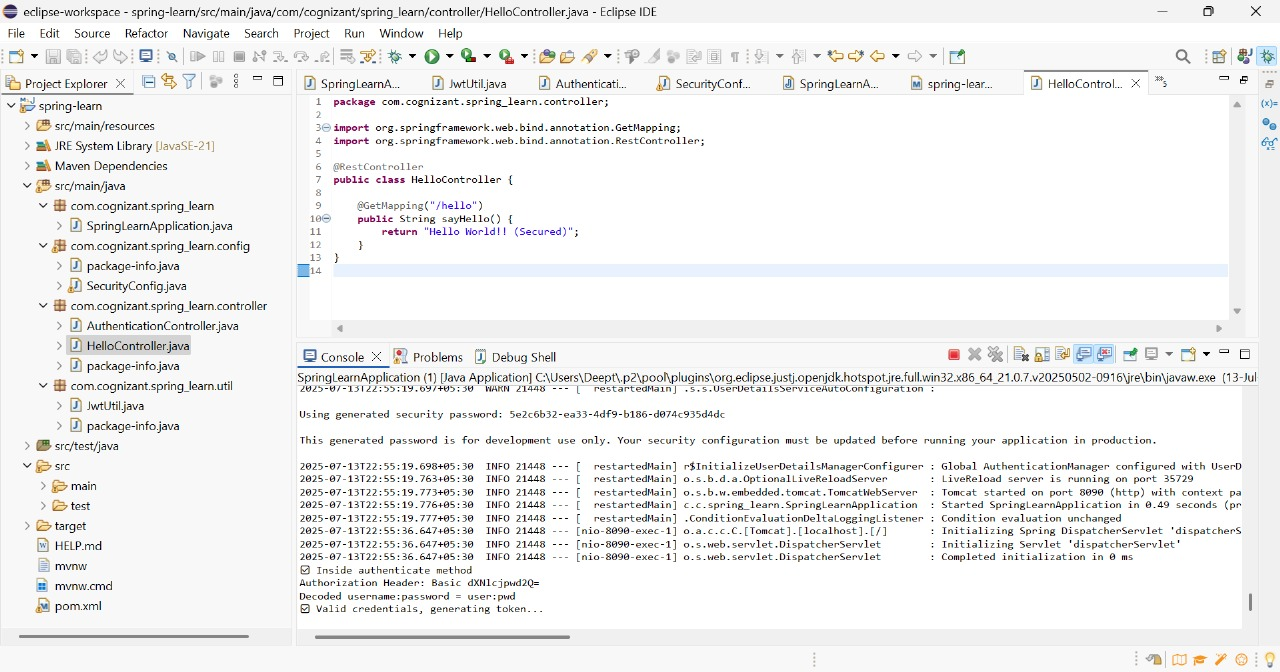 eclipse-workspace - spring-learn/src/main/java/com/cognizant/spring_learn/controller/HelloController.java - Eclipse IDE
File Edit Source Refactor Navigate Search Project Run Window Help
Project Explorer
spring-learn
src/main/resources
JRE System Library [JavaSE-21]
Maven Dependencies
src/main/java
com.cognizant.spring_learn
SpringLearnApplication.java
com.cognizant.spring_learn.config
package-info.java
SecurityConfig.java
com.cognizant.spring_learn.controller
AuthenticationController.java
HelloController.java
package-info.java
com.cognizant.spring_learn.util
JwtUtil.java
package-info.java
src/test/java
src
main
test
target
HELP.md
mvnw
mvnw.cmd
pom.xml
SpringLearnA... JwtUtil.java Authenticati... SecurityConf... SpringLearnA... spring-lear... HelloControl... »5
1 package com.cognizant.spring_learn.controller;
2
3 import org.springframework.web.bind.annotation.GetMapping;
4 import org.springframework.web.bind.annotation.RestController;
5
6 @RestController
7 public class HelloController {
8
9 @GetMapping("/hello")
10 public String sayHello() {
11 return "Hello World!! (Secured)";
12 }
13 }
14
Console Problems Debug Shell
SpringLearnApplication (1) [Java Application] C:\Users\Deept\.p2\pool\plugins\org.eclipse.justj.openjdk.hotspot.jre.full.win32.x86_64_21.0.7.v20250502-0916\jre\bin\javaw.exe (13-Jul
2025-07-13T22:55:19.697+05:30 WARN 21448 --- [ restartedMain] .s.s.UserDetailsServiceAutoConfiguration :
Using generated security password: 5e2c6b32-ea33-4df9-b186-d074c935d4dc
This generated password is for development use only. Your security configuration must be updated before running your application in production.
2025-07-13T22:55:19.698+05:30 INFO 21448 --- [ restartedMain] r$InitializeUserDetailsManagerConfigurer : Global AuthenticationManager configured with UserD
2025-07-13T22:55:19.763+05:30 INFO 21448 --- [ restartedMain] o.s.b.d.a.OptionalLiveReloadServer : LiveReload server is running on port 35729
2025-07-13T22:55:19.773+05:30 INFO 21448 --- [ restartedMain] o.s.b.w.embedded.tomcat.TomcatWebServer : Tomcat started on port 8090 (http) with context pa
2025-07-13T22:55:19.776+05:30 INFO 21448 --- [ restartedMain] c.c.spring_learn.SpringLearnApplication : Started SpringLearnApplication in 0.49 seconds (pr
2025-07-13T22:55:19.777+05:30 INFO 21448 --- [ restartedMain] .ConditionEvaluationDeltaLoggingListener : Condition evaluation unchanged
2025-07-13T22:55:36.647+05:30 INFO 21448 --- [nio-8090-exec-1] o.a.c.c.C.[Tomcat].[localhost].[/] : Initializing Spring DispatcherServlet 'dispatcherS
2025-07-13T22:55:36.647+05:30 INFO 21448 --- [nio-8090-exec-1] o.s.web.servlet.DispatcherServlet : Initializing Servlet 'dispatcherServlet'
2025-07-13T22:55:36.647+05:30 INFO 21448 --- [nio-8090-exec-1] o.s.web.servlet.DispatcherServlet : Completed initialization in 0 ms
☑ Inside authenticate method
Authorization Header: Basic dXNlcjpwd2Q=
Decoded username:password = user:pwd
☑ Valid credentials, generating token...